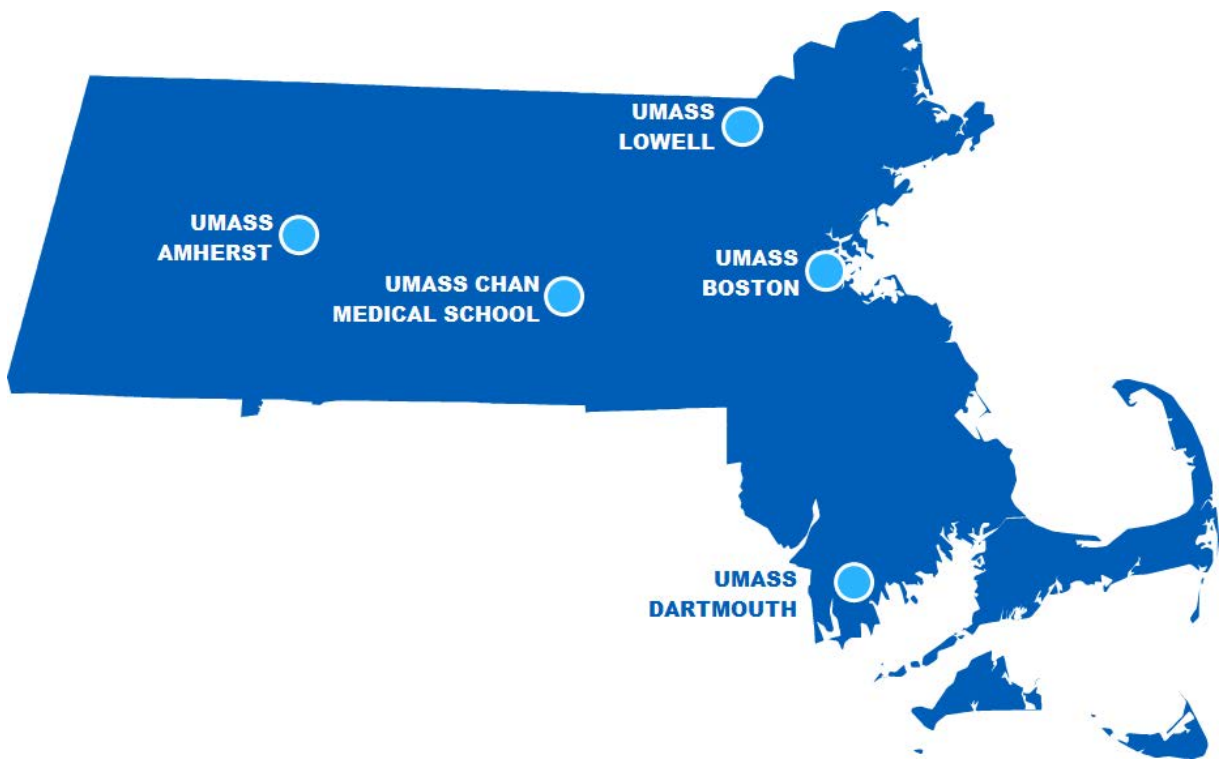 UMASS
LOWELL
UMASS
AMHERST
UMASS CHAN
MEDICAL SCHOOL
UMASS
BOSTON
UMASS
DARTMOUTH